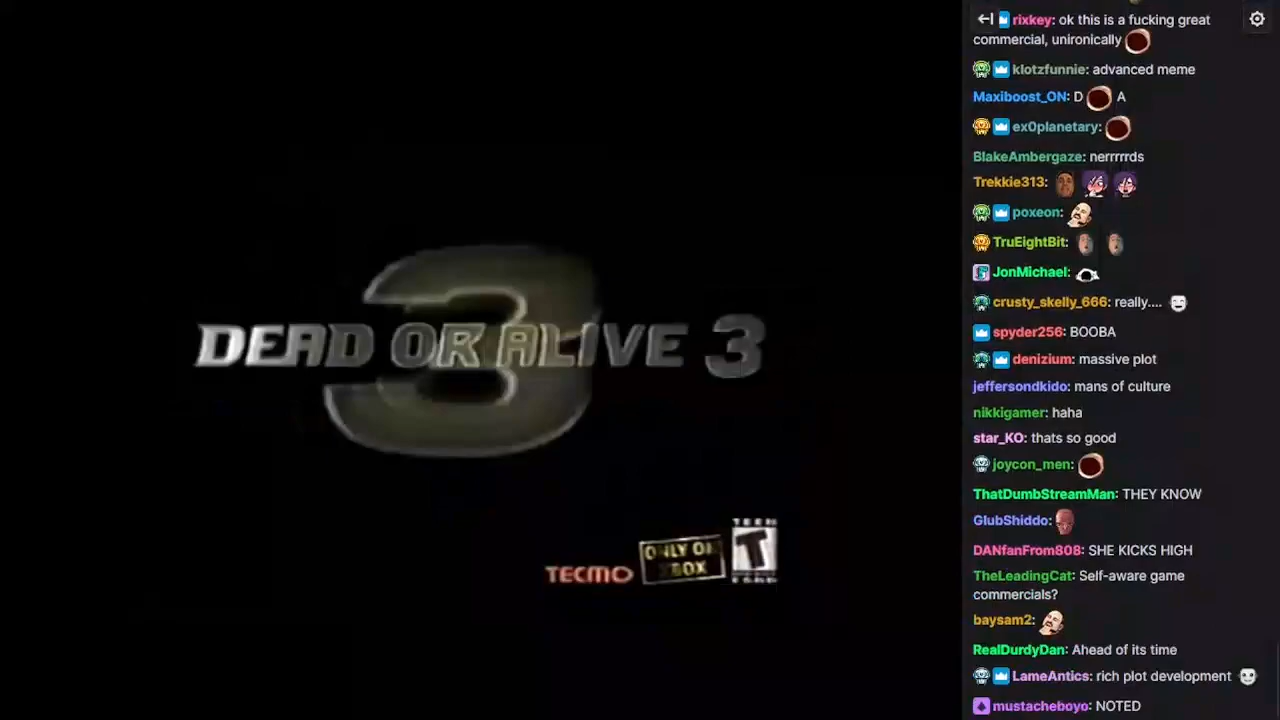 DEAD OR ALIVE 3
3
TECMO
ONLY ON
XBOX
TEEN
T
rixkey: ok this is a fucking great
commercial, unironically
klotzfunnie: advanced meme
Maxiboost_ON: D A
ex0planetary:
BlakeAmbergaze: nerrrrrds
Trekkie313:
poxeon:
TruEightBit:
JonMichael:
crusty_skelly_666: really....
spyder256: BOOBA
denizium: massive plot
jeffersondkido: mans of culture
nikkigamer: haha
star_KO: thats so good
joycon_men:
ThatDumbStreamMan: THEY KNOW
GlubShiddo:
DANfanFrom808: SHE KICKS HIGH
TheLeadingCat: Self-aware game
commercials?
baysam2:
RealDurdyDan: Ahead of its time
LameAntics: rich plot development
mustacheboyo: NOTED